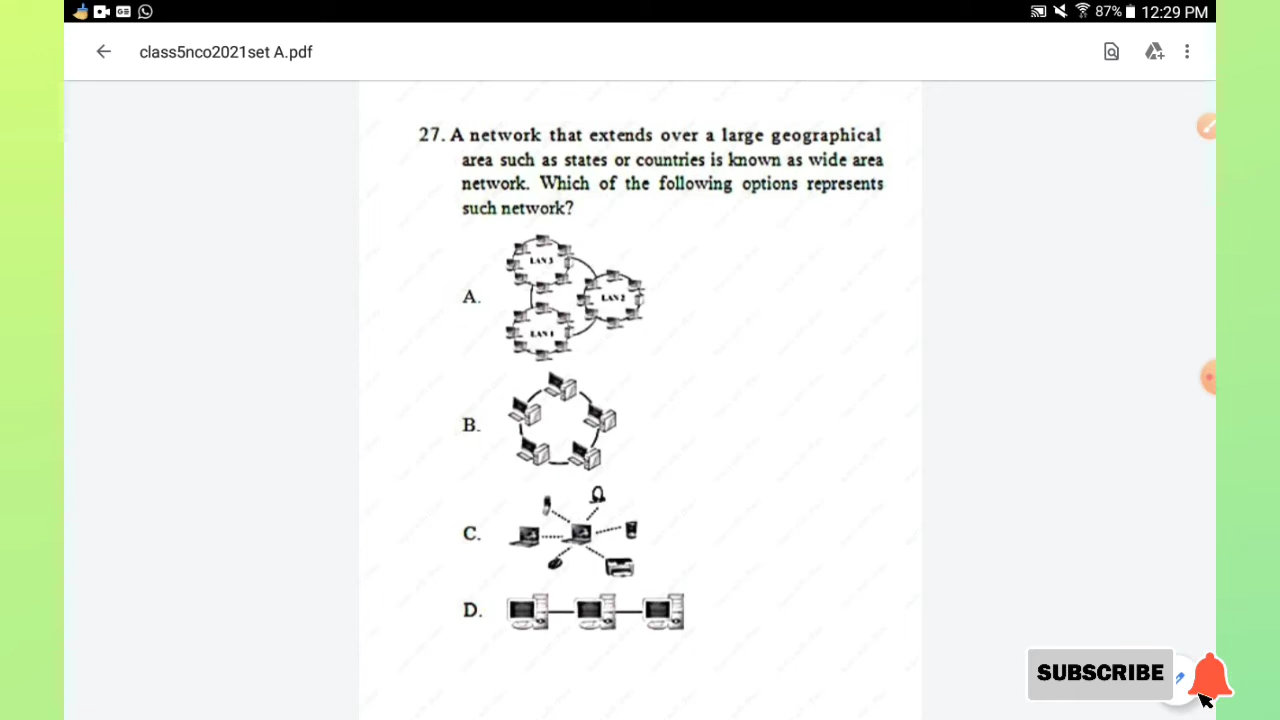 87% 12:29 PM
class5nco2021set A.pdf
27. A network that extends over a large geographical
area such as states or countries is known as wide area
network. Which of the following options represents
such network?
A.
LAN 3
LAN 2
LAN 1
B.
C.
D.
SUBSCRIBE